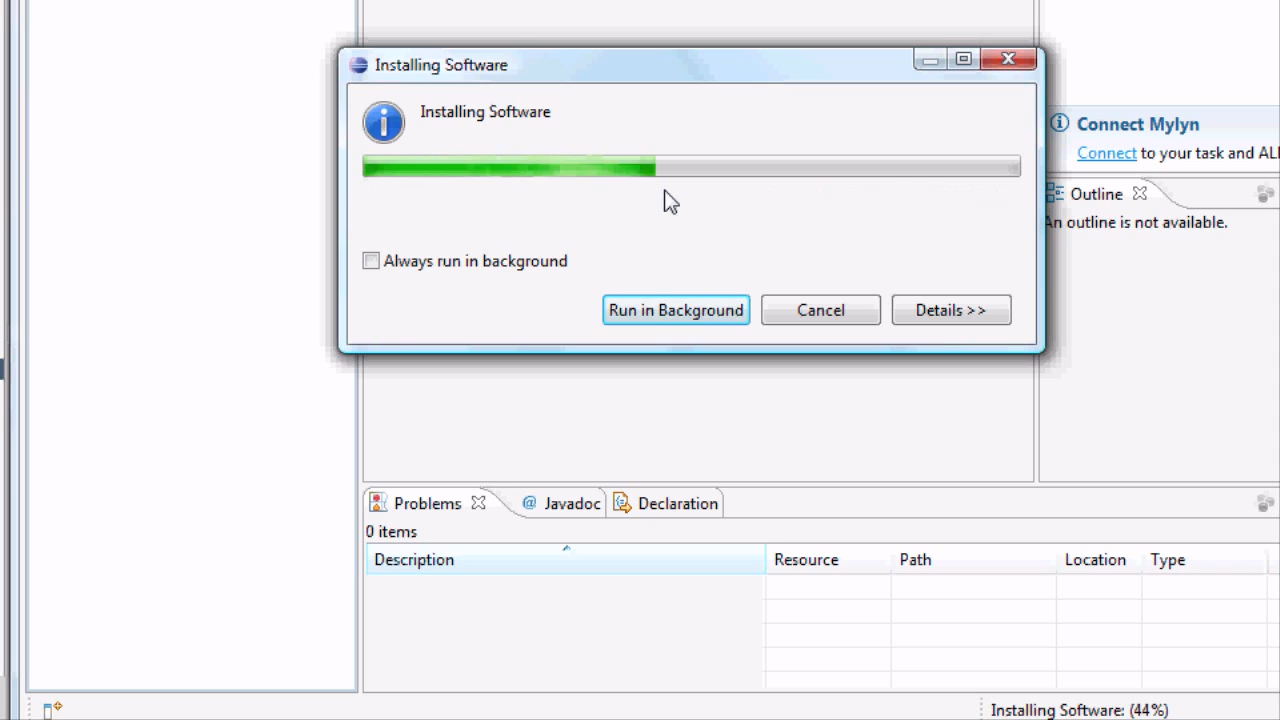 Installing Software
Installing Software
Always run in background
Run in Background
Cancel
Details >>
Connect Mylyn
Connect to your task and AL
Outline
An outline is not available.
Problems
@ Javadoc
Declaration
0 items
Description
Resource
Path
Location
Type
Installing Software: (44%)